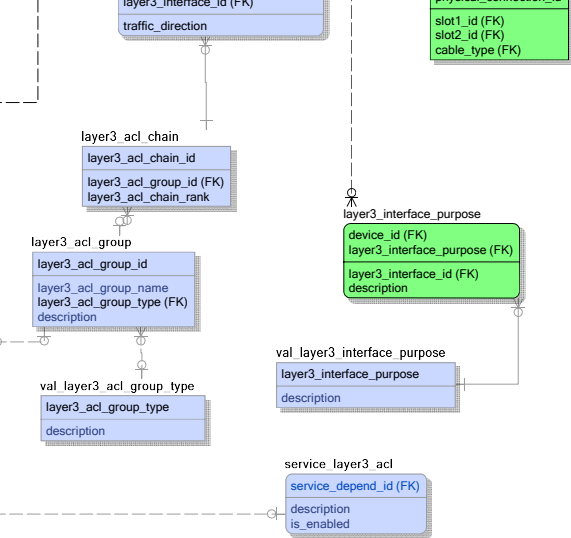 layer3_interface_id (FK)
traffic_direction
physical_connection_id
slot1_id (FK)
slot2_id (FK)
cable_type (FK)
layer3_acl_chain
layer3_acl_chain_id
layer3_acl_group_id (FK)
layer3_acl_chain_rank
layer3_interface_purpose
device_id (FK)
layer3_interface_purpose (FK)
layer3_interface_id (FK)
description
layer3_acl_group
layer3_acl_group_id
layer3_acl_group_name
layer3_acl_group_type (FK)
description
val_layer3_interface_purpose
layer3_interface_purpose
description
val_layer3_acl_group_type
layer3_acl_group_type
description
service_layer3_acl
service_depend_id (FK)
description
is_enabled